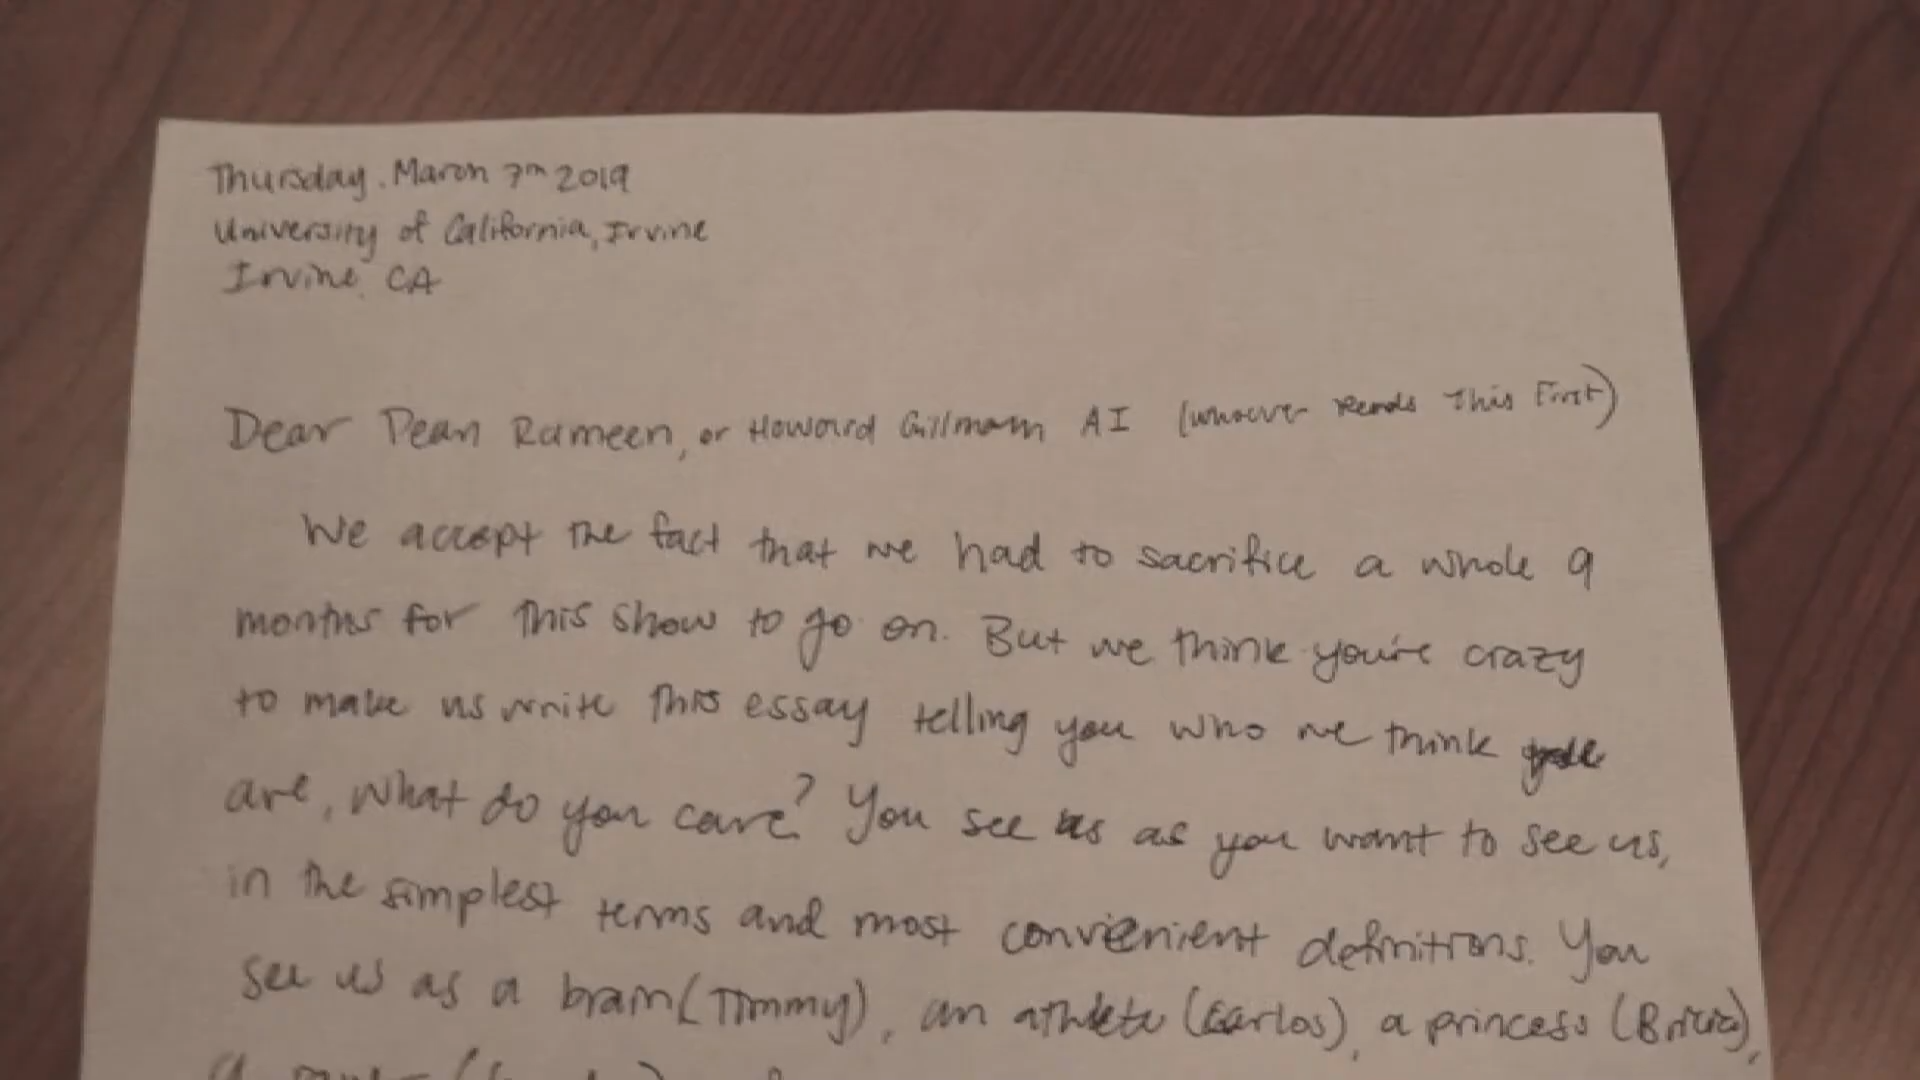 Thursday. March 7th 2019
University of California, Irvine
Irvine, CA
Dear Dean Rameen, or Howard Gillmam AI (whoever reads this First)
We accept the fact that we had to sacrifice a whole 9
months for this show to go on. But we think you're crazy
to make us write this essay telling you who we think
are, what do you care? You see us as you want to see us,
in the simplest terms and most convienient definitions. You
see us as a brain (Timmy), an athlete (Carlos), a princess (Bricia),